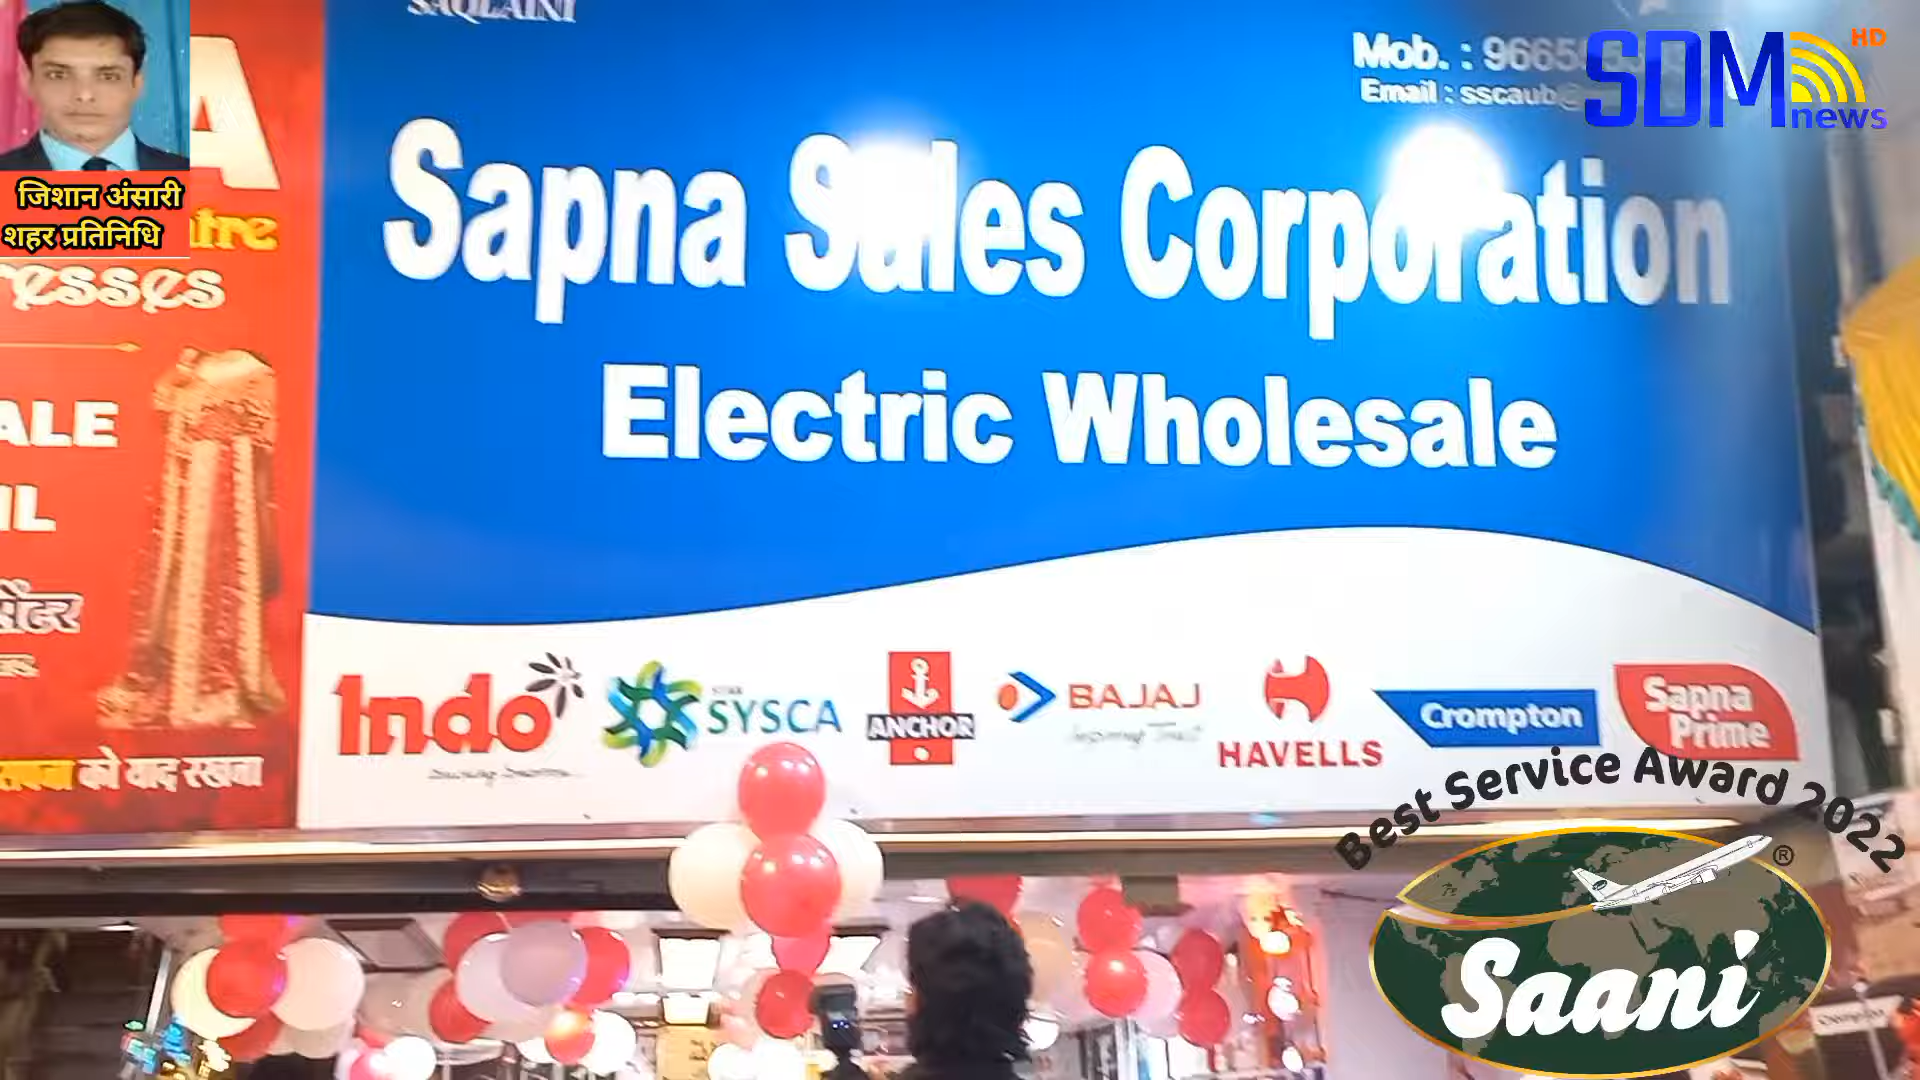 SAQLAINI
Mob. : 9665
Email : sscaub@
SDM
news
HD
जिशान अंसारी
शहर प्रतिनिधि
Sapna Sales Corporation
Electric Wholesale
Indo
SYSCA
ANCHOR
BAJAJ
HAVELLS
Crompton
Sapna
Prime
को याद रखना
Best Service Award 2022
Saani
®